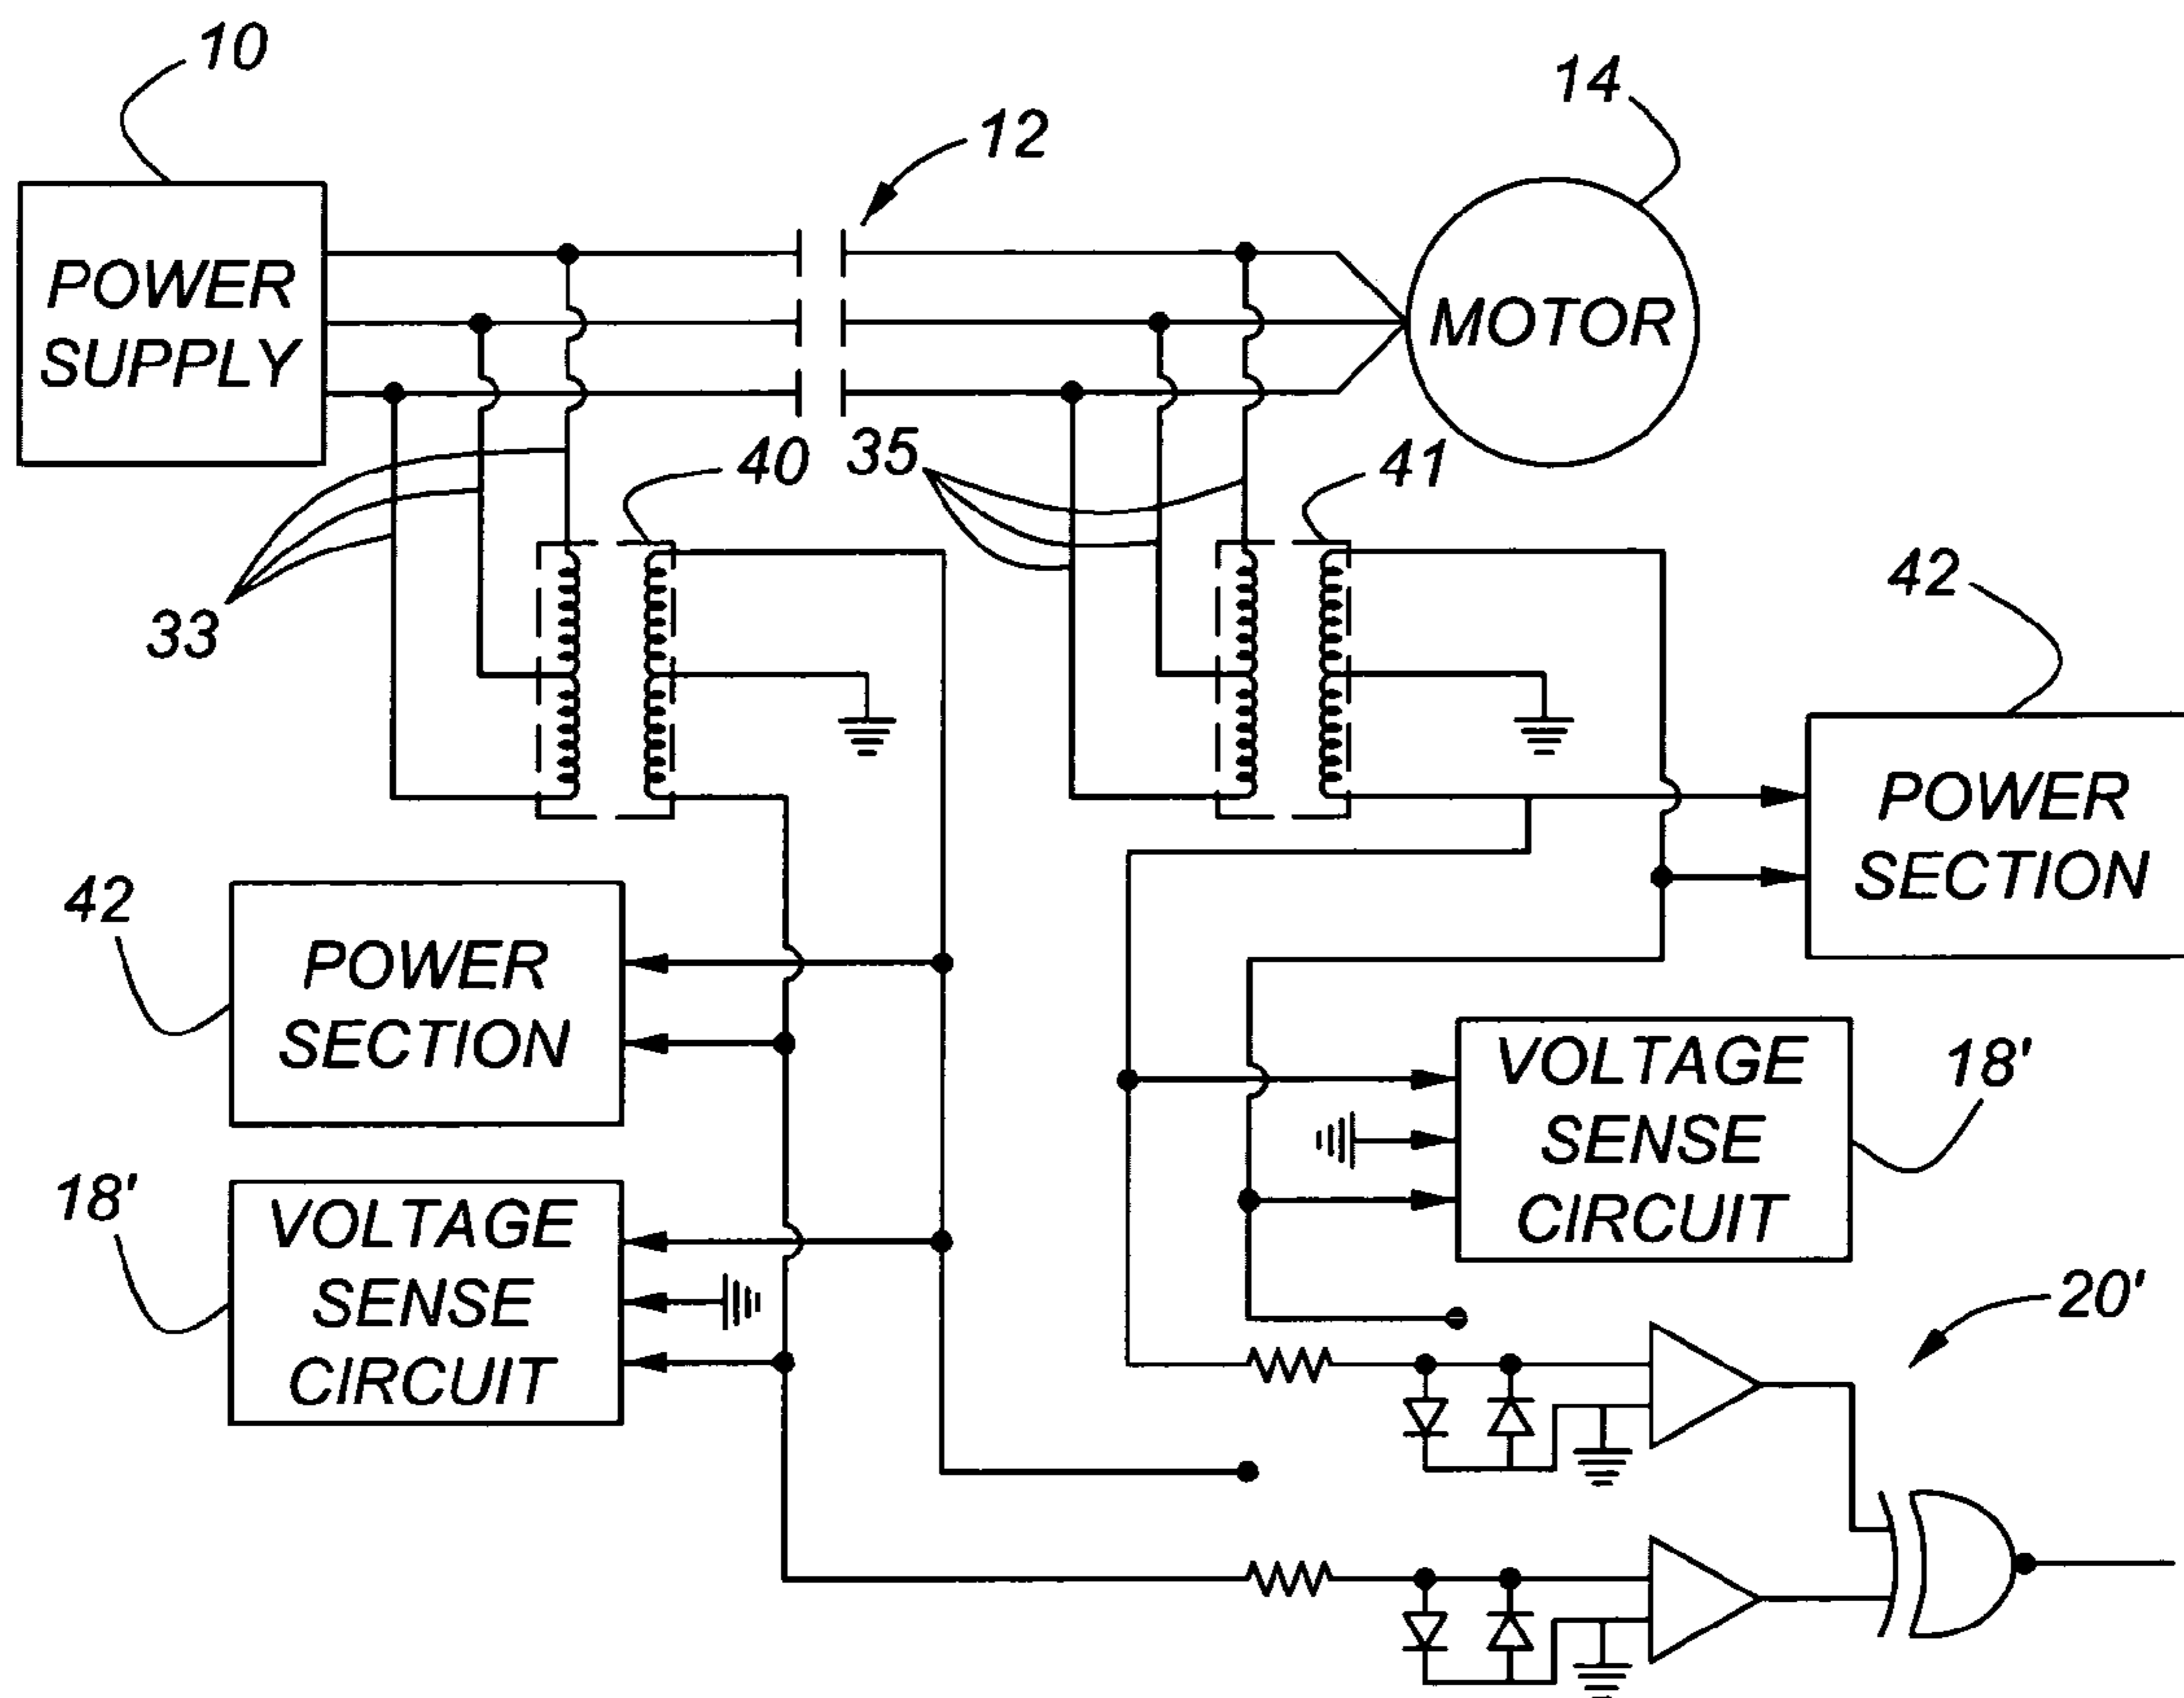 10
12
14
POWER
SUPPLY
MOTOR
33
40
35
41
42
POWER
SECTION
42
POWER
SECTION
18'
VOLTAGE
SENSE
CIRCUIT
VOLTAGE
SENSE
CIRCUIT
18'
20'